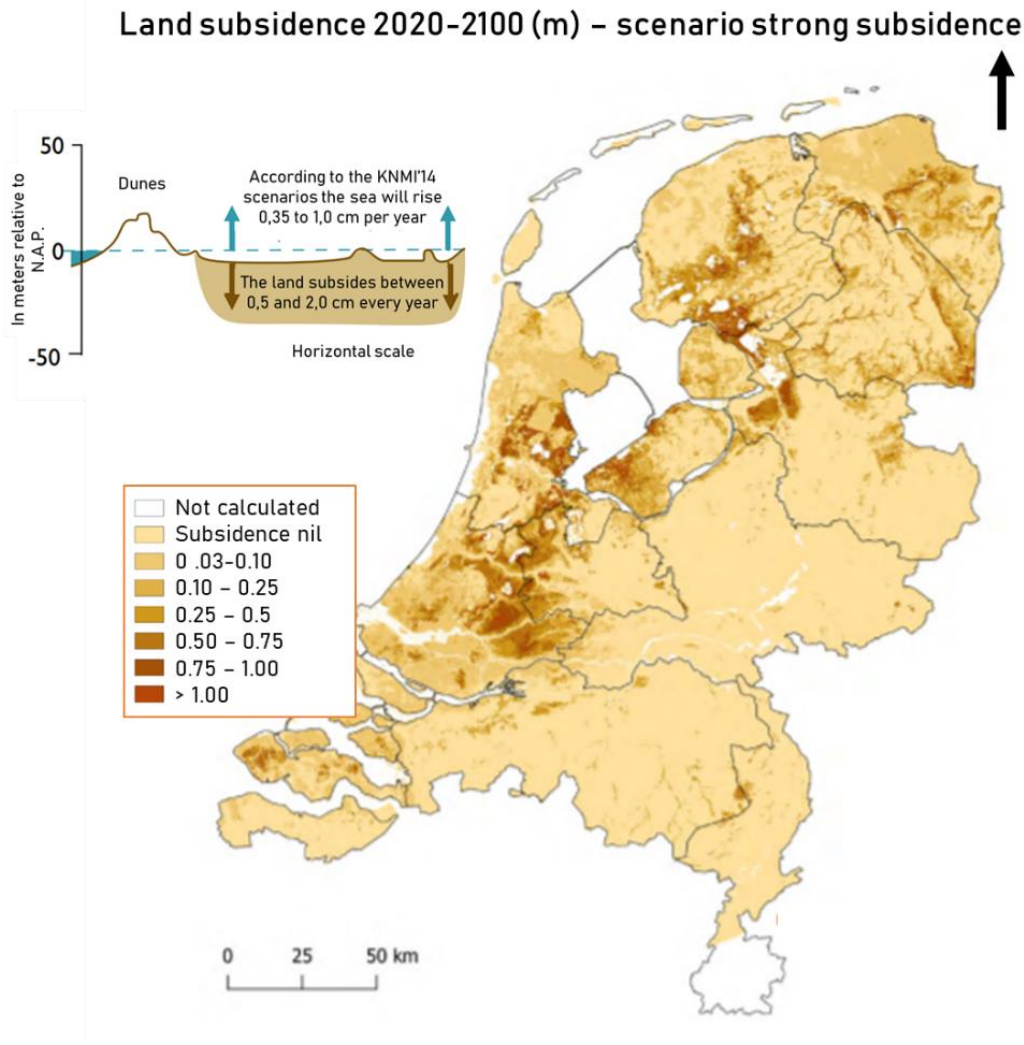 Land subsidence 2020-2100 (m) – scenario strong subsidence
In meters relative to
N.A.P.
50
0
-50
Dunes
According to the KNMI'14
scenarios the sea will rise
0,35 to 1,0 cm per year
The land subsides between
0,5 and 2,0 cm every year
Horizontal scale
Not calculated
Subsidence nil
0 .03-0.10
0.10 – 0.25
0.25 - 0.5
0.50 - 0.75
0.75 – 1.00
> 1.00
0 25 50 km